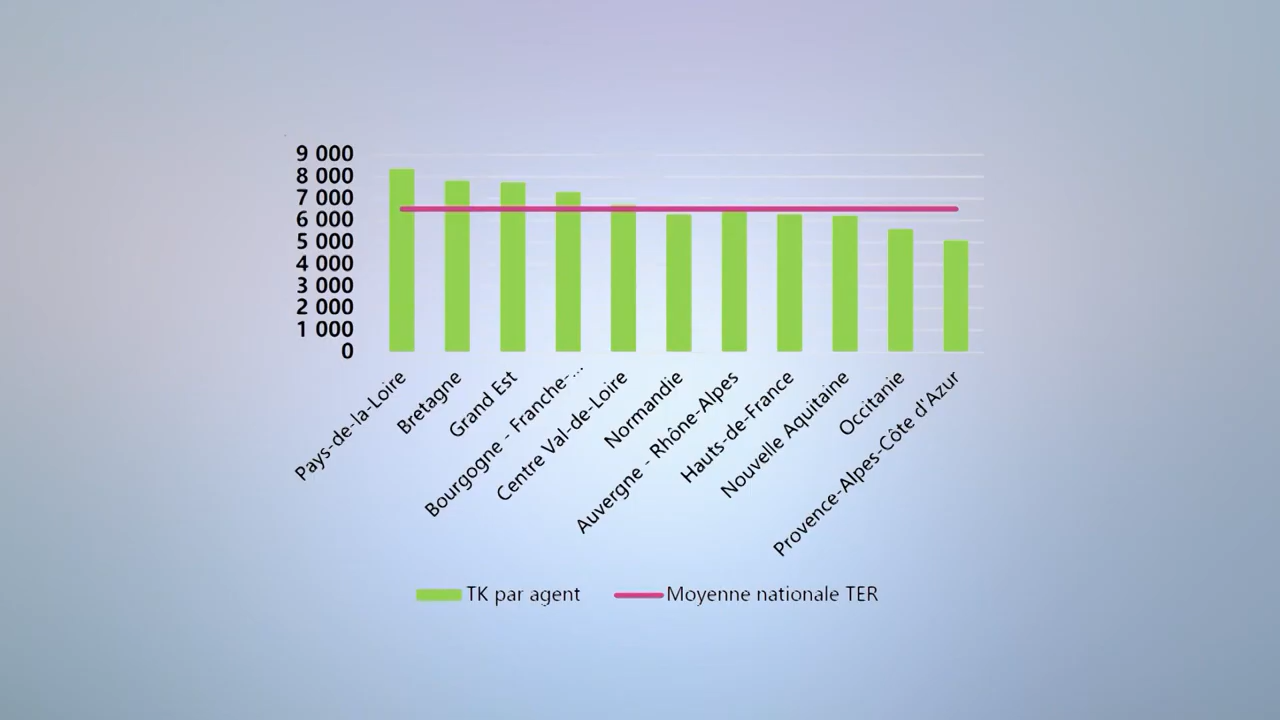 9 000
8 000
7 000
6 000
5 000
4 000
3 000
2 000
1 000
0
Pays-de-la-Loire
Bretagne
Grand Est
Bourgogne - Franche-...
Centre Val-de-Loire
Normandie
Auvergne - Rhône-Alpes
Hauts-de-France
Nouvelle Aquitaine
Occitanie
Provence-Alpes-Côte d'Azur
TK par agent
Moyenne nationale TER